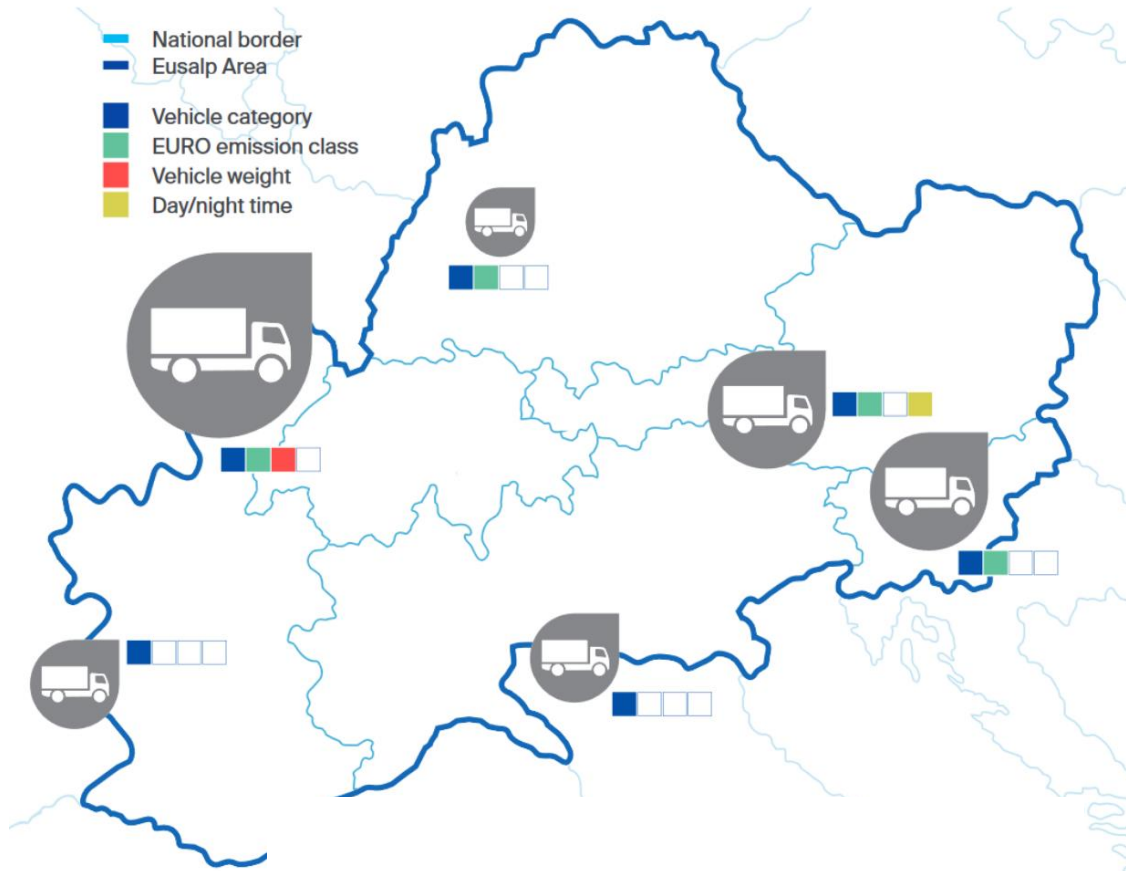 National border
Eusalp Area
Vehicle category
EURO emission class
Vehicle weight
Day/night time